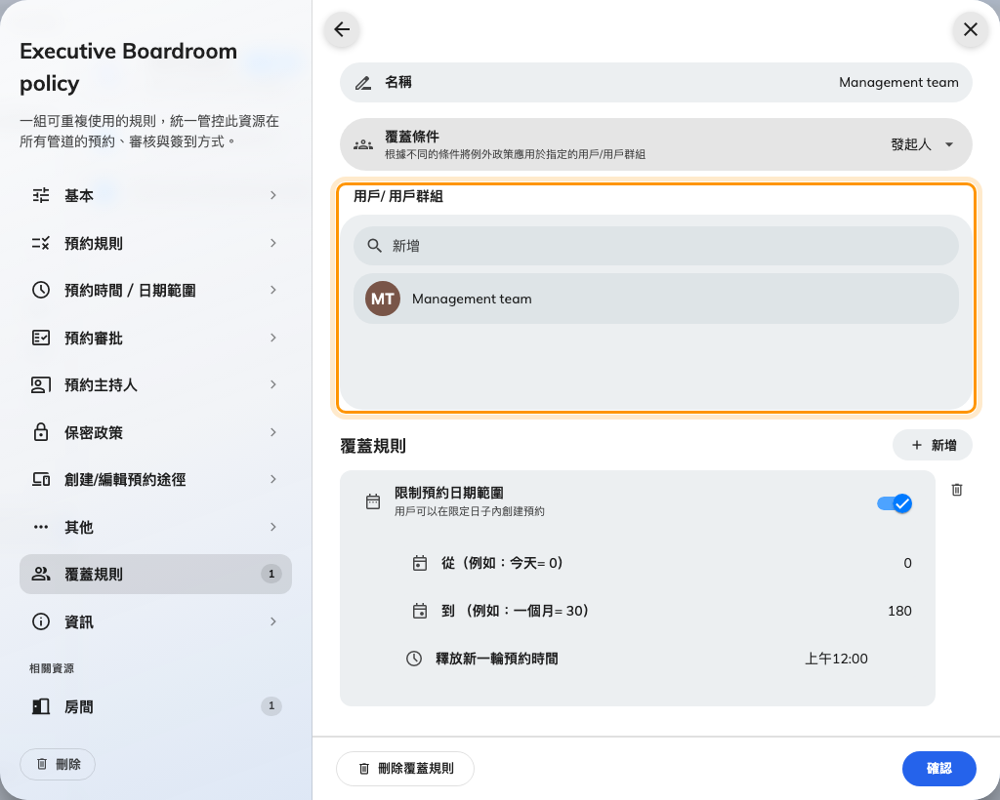 Executive Boardroom
policy
一組可重複使用的規則，統一管控此資源在
所有管道的預約、審核與簽到方式。
基本
預約規則
預約時間 / 日期範圍
預約審批
預約主持人
保密政策
創建/編輯預約途徑
其他
覆蓋規則 1
資訊
相關資源
房間 1
刪除
名稱 Management team
覆蓋條件
根據不同的條件將例外政策應用於指定的用戶/用戶群組
發起人
用戶/ 用戶群組
新增
MT Management team
覆蓋規則
新增
限制預約日期範圍
用戶可以在限定日子內創建預約
從（例如：今天= 0） 0
到 （例如：一個月= 30） 180
釋放新一輪預約時間 上午12:00
刪除覆蓋規則
確認